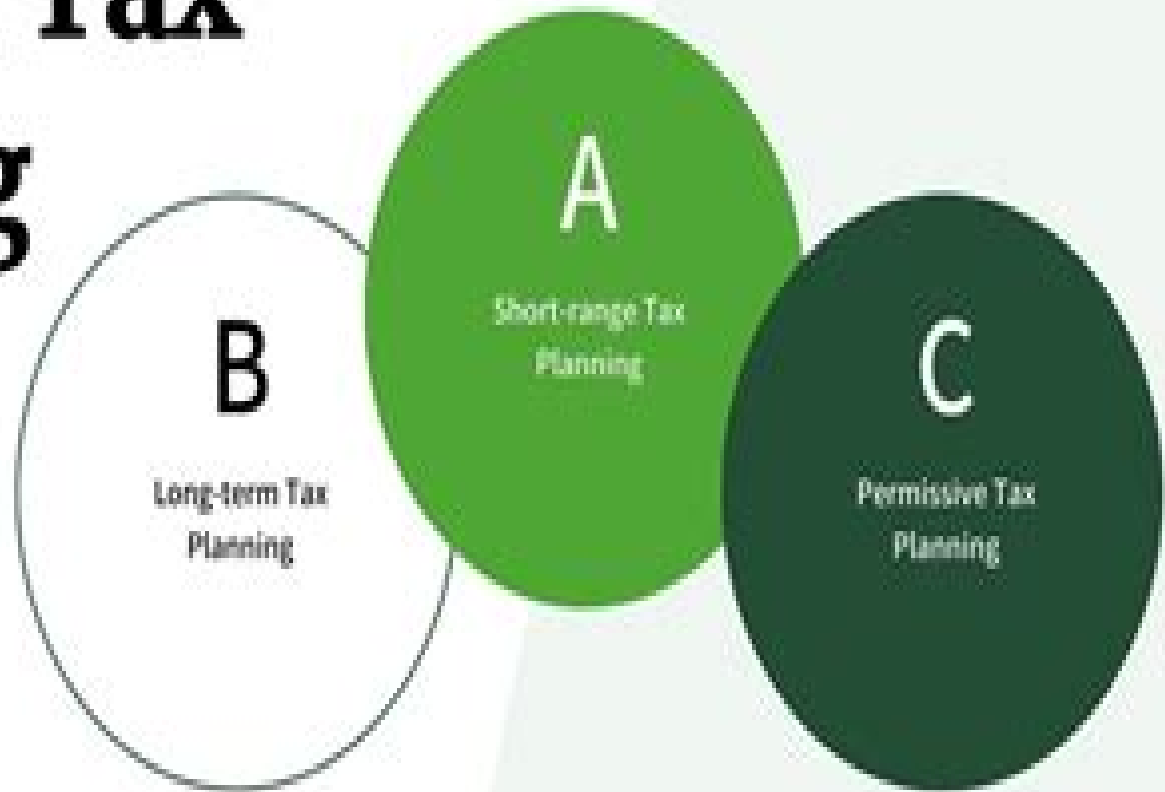 Tax
g
A
Short-range Tax
Planning
B
Long-term Tax
Planning
C
Permissive Tax
Planning